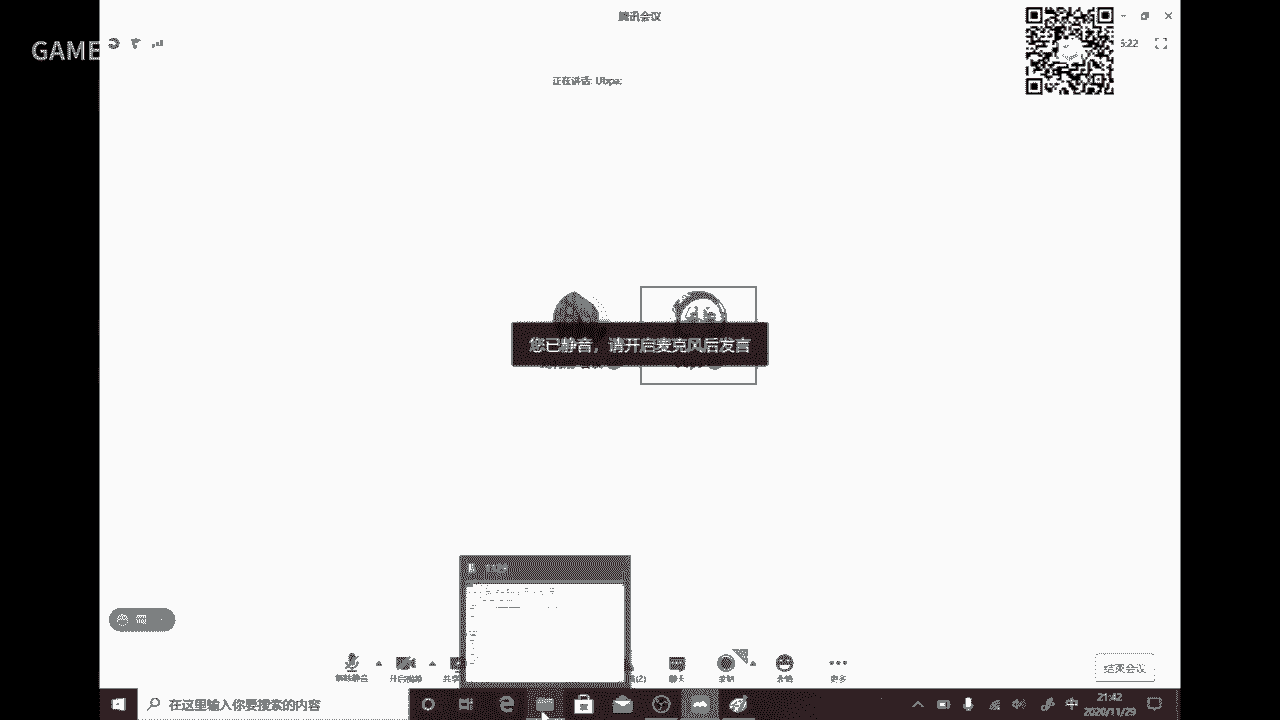 腾讯会议
GAME
5:22
正在讲话: Ubpa;
您已静音，请开启麦克风后发言
解除静音
开启视频
聊天
录制
表情
更多
结束会议
在这里输入你要搜索的内容
中
21:42
2020/11/29